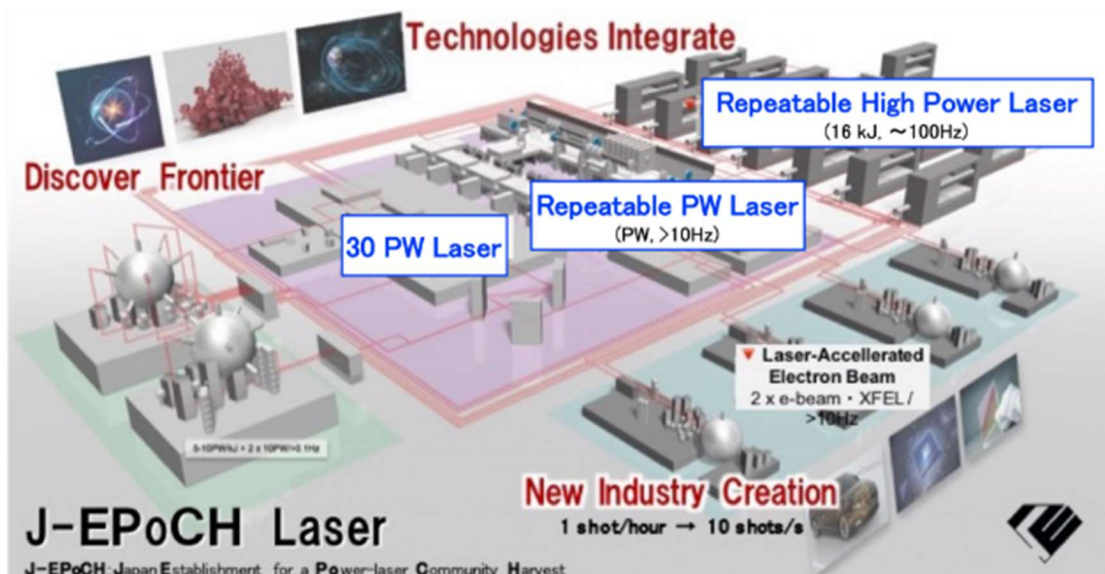 Technologies Integrate
Repeatable High Power Laser
(16 kJ, ～100Hz)
Discover Frontier
Repeatable PW Laser
(PW, >10Hz)
30 PW Laser
▼ Laser-Accellerated
Electron Beam
2 x e-beam・XFEL /
>10Hz
New Industry Creation
1 shot/hour → 10 shots/s
J-EPoCH Laser
J-EPoCH: Japan Establishment for a Power-laser Community Harvest